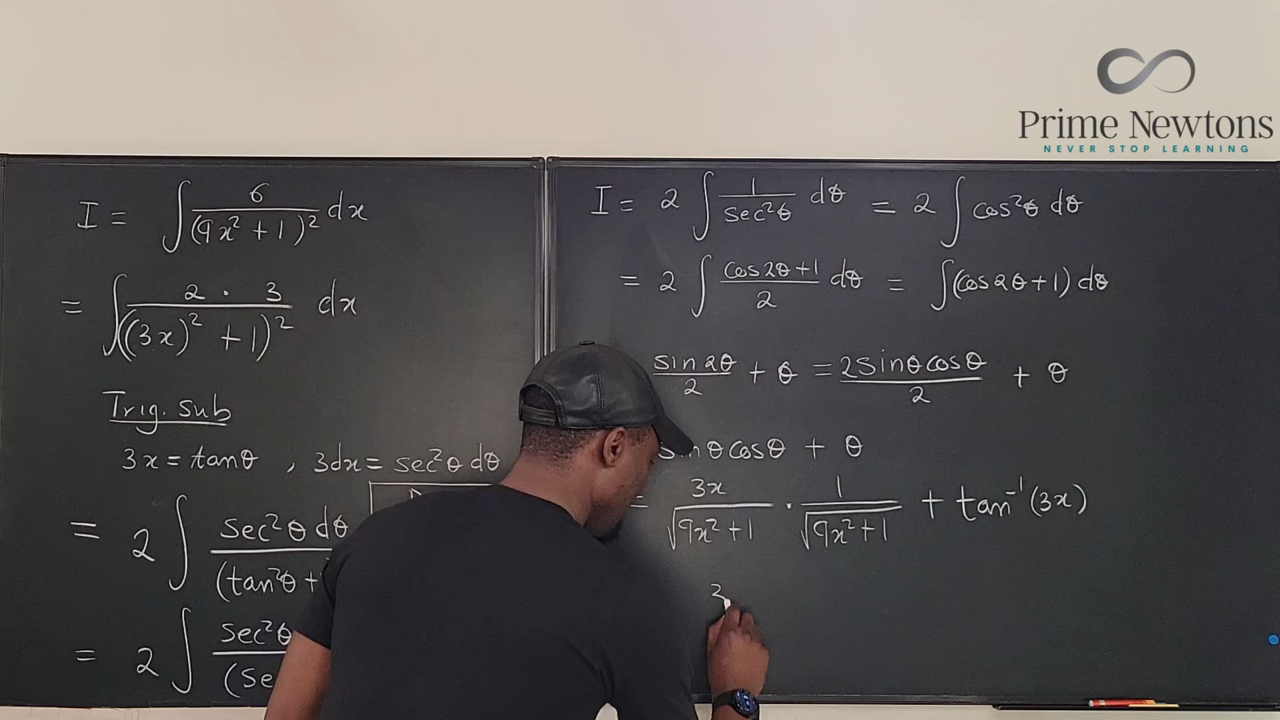 Prime Newtons
NEVER STOP LEARNING
I = ∫ 6/(9x² + 1)² dx
= ∫ 2 · 3/((3x)² + 1)² dx
Trig. Sub
3x = tanθ , 3dx = sec²θ dθ
= 2 ∫ sec²θ dθ/(tan²θ +
= 2 ∫ sec²θ/(se
I = 2 ∫ 1/sec²θ dθ = 2 ∫ cos²θ dθ
= 2 ∫ cos2θ+1/2 dθ = ∫(cos2θ+1) dθ
sin2θ/2 + θ = 2sinθcosθ/2 + θ
sinθcosθ + θ
= 3x/√9x²+1 · 1/√9x²+1 + tan⁻¹(3x)
3